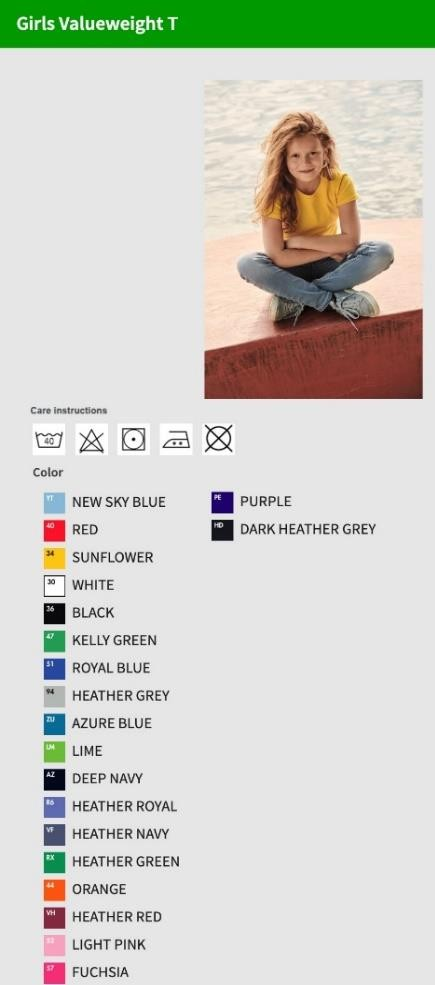 Girls Valueweight T
Care instructions
40
Color
YT NEW SKY BLUE
40 RED
34 SUNFLOWER
30 WHITE
36 BLACK
47 KELLY GREEN
51 ROYAL BLUE
94 HEATHER GREY
ZU AZURE BLUE
LM LIME
AZ DEEP NAVY
R6 HEATHER ROYAL
VF HEATHER NAVY
RX HEATHER GREEN
44 ORANGE
VH HEATHER RED
52 LIGHT PINK
57 FUCHSIA
PE PURPLE
HD DARK HEATHER GREY